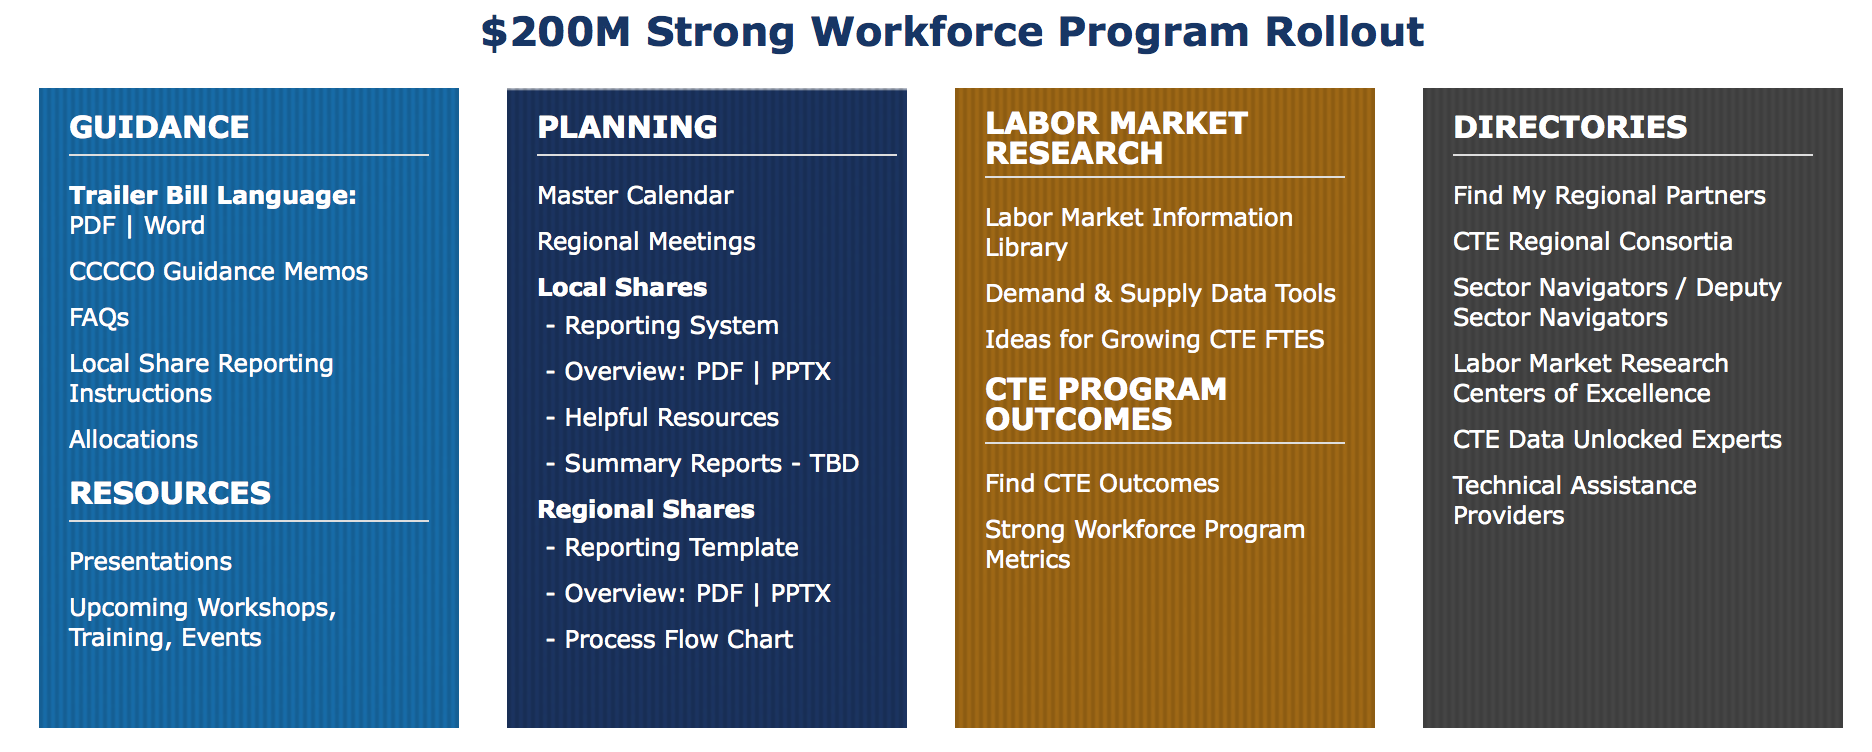 $200M Strong Workforce Program Rollout
GUIDANCE
Trailer Bill Language:
PDF | Word
CCCCO Guidance Memos
FAQs
Local Share Reporting
Instructions
Allocations
RESOURCES
Presentations
Upcoming Workshops,
Training, Events
PLANNING
Master Calendar
Regional Meetings
Local Shares
- Reporting System
- Overview: PDF | PPTX
- Helpful Resources
- Summary Reports - TBD
Regional Shares
- Reporting Template
- Overview: PDF | PPTX
- Process Flow Chart
LABOR MARKET
RESEARCH
Labor Market Information
Library
Demand & Supply Data Tools
Ideas for Growing CTE FTES
CTE PROGRAM
OUTCOMES
Find CTE Outcomes
Strong Workforce Program
Metrics
DIRECTORIES
Find My Regional Partners
CTE Regional Consortia
Sector Navigators / Deputy
Sector Navigators
Labor Market Research
Centers of Excellence
CTE Data Unlocked Experts
Technical Assistance
Providers